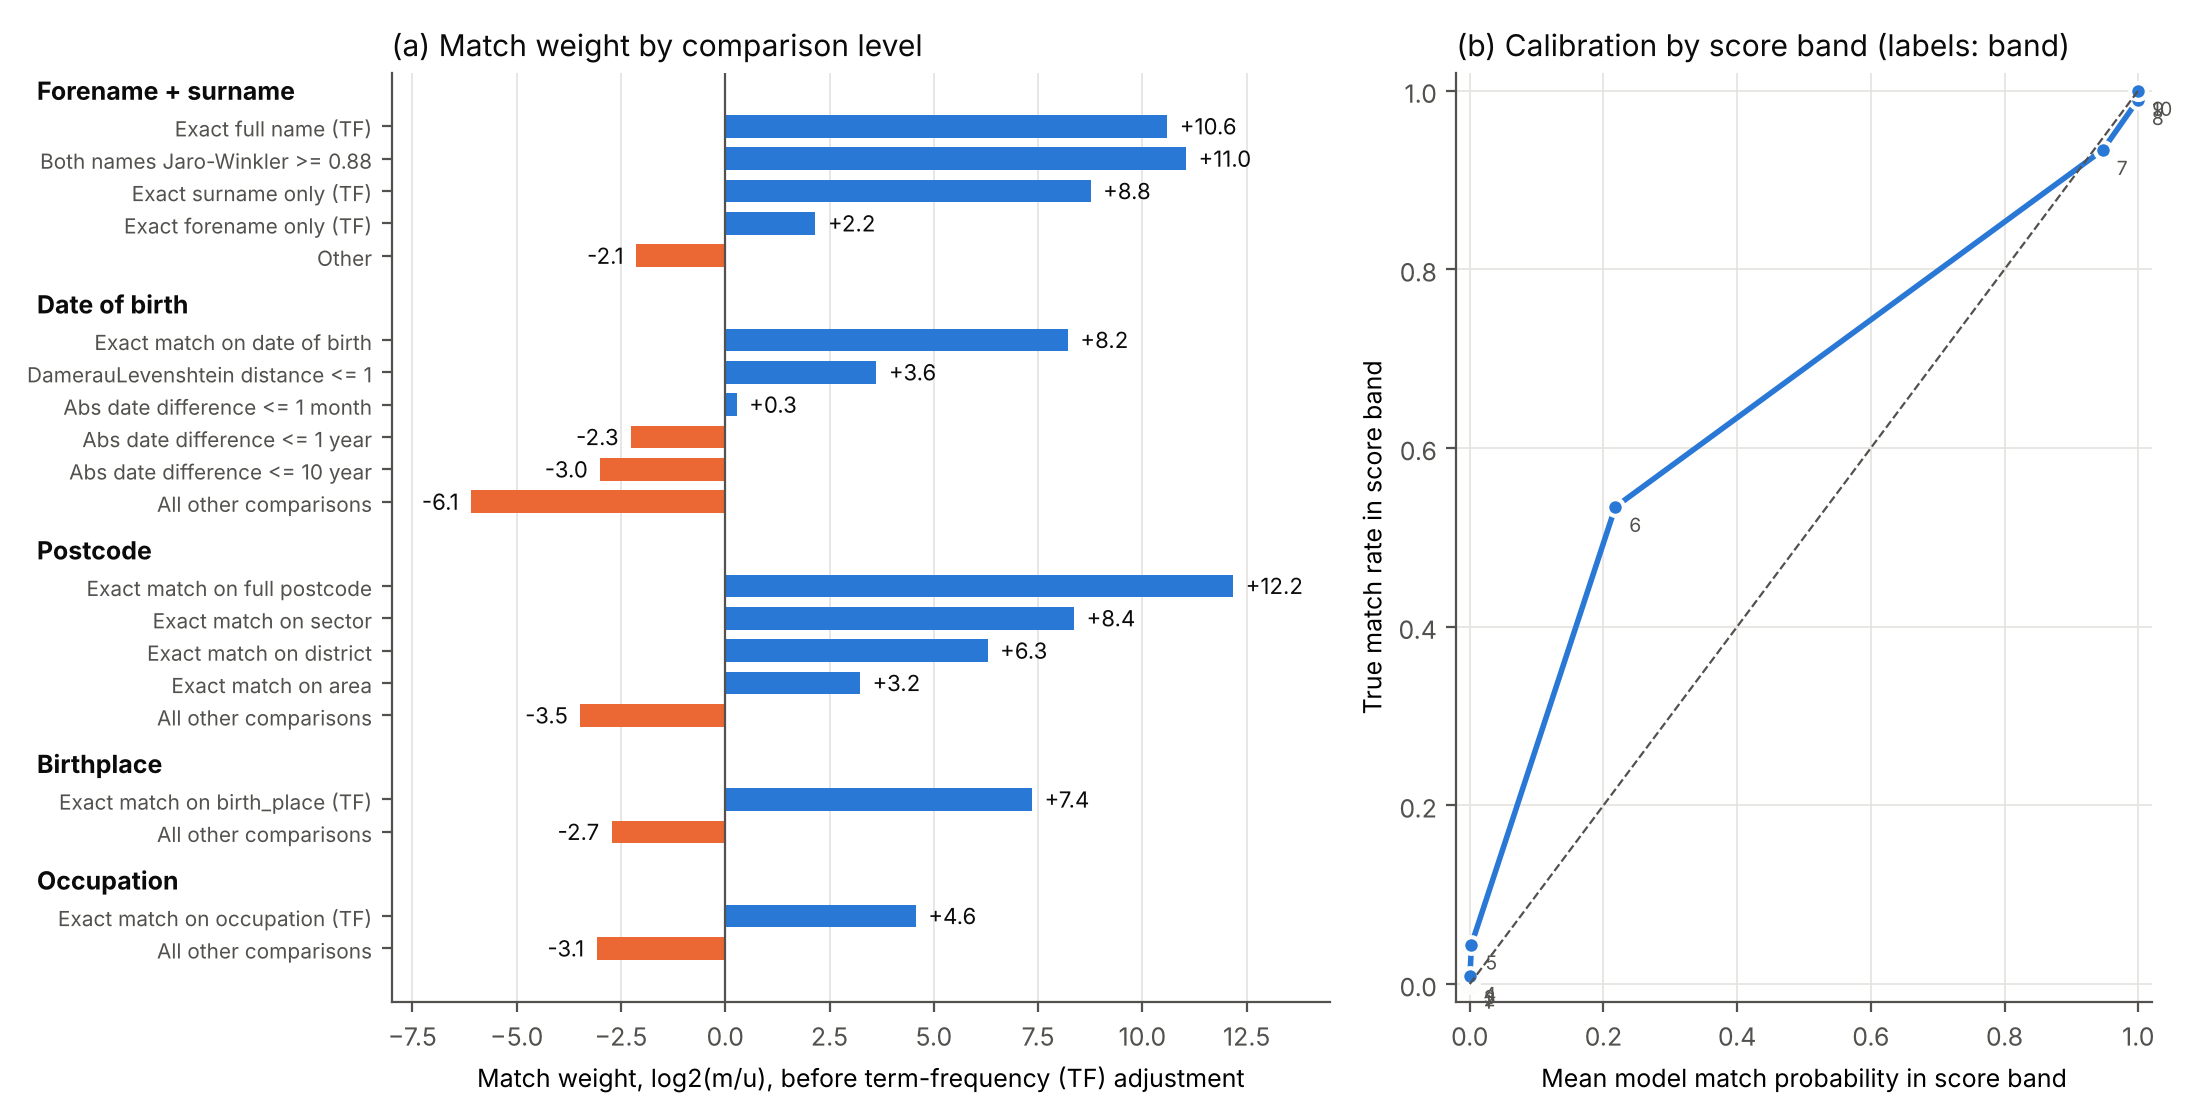 (a) Match weight by comparison level
Forename + surname
Exact full name (TF)
+10.6
Both names Jaro-Winkler >= 0.88
+11.0
Exact surname only (TF)
+8.8
Exact forename only (TF)
+2.2
Other
-2.1
Date of birth
Exact match on date of birth
+8.2
DamerauLevenshtein distance <= 1
+3.6
Abs date difference <= 1 month
+0.3
Abs date difference <= 1 year
-2.3
Abs date difference <= 10 year
-3.0
All other comparisons
-6.1
Postcode
Exact match on full postcode
+12.2
Exact match on sector
+8.4
Exact match on district
+6.3
Exact match on area
+3.2
All other comparisons
-3.5
Birthplace
Exact match on birth_place (TF)
+7.4
All other comparisons
-2.7
Occupation
Exact match on occupation (TF)
+4.6
All other comparisons
-3.1
−7.5 −5.0 −2.5 0.0 2.5 5.0 7.5 10.0 12.5
Match weight, log2(m/u), before term-frequency (TF) adjustment
(b) Calibration by score band (labels: band)
True match rate in score band
1.0
0.8
0.6
0.4
0.2
0.0
10
8
7
6
5
4
0.0 0.2 0.4 0.6 0.8 1.0
Mean model match probability in score band